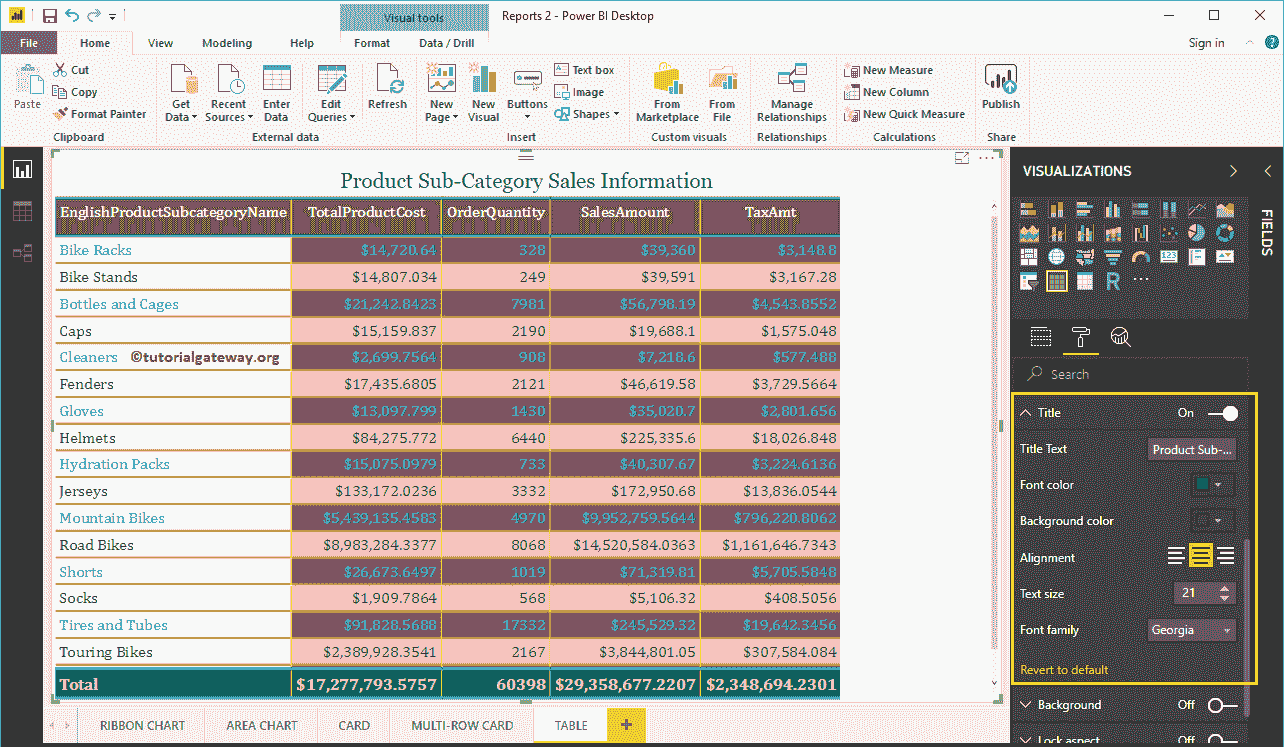 Visual tools Reports 2 - Power BI Desktop
File Home View Modeling Help Format Data / Drill Sign in
Paste Cut Copy Format Painter Clipboard
Get Data Recent Sources Enter Data Edit Queries External data
Refresh
New Page New Visual Buttons Text box Image Shapes Insert
From Marketplace From File Custom visuals
Manage Relationships Relationships
New Measure New Column New Quick Measure Calculations
Publish Share
Product Sub-Category Sales Information
EnglishProductSubcategoryName TotalProductCost OrderQuantity SalesAmount TaxAmt
Bike Racks $14,720.64 328 $39,360 $3,148.8
Bike Stands $14,807.034 249 $39,591 $3,167.28
Bottles and Cages $21,242.8423 7981 $56,798.19 $4,543.8552
Caps $15,159.837 2190 $19,688.1 $1,575.048
Cleaners ©tutorialgateway.org $2,699.7564 908 $7,218.6 $577.488
Fenders $17,435.6805 2121 $46,619.58 $3,729.5664
Gloves $13,097.799 1430 $35,020.7 $2,801.656
Helmets $84,275.772 6440 $225,335.6 $18,026.848
Hydration Packs $15,075.0979 733 $40,307.67 $3,224.6136
Jerseys $133,172.0236 3332 $172,950.68 $13,836.0544
Mountain Bikes $5,439,135.4583 4970 $9,952,759.5644 $796,220.8062
Road Bikes $8,983,284.3377 8068 $14,520,584.0363 $1,161,646.7343
Shorts $26,673.6497 1019 $71,319.81 $5,705.5848
Socks $1,909.7864 568 $5,106.32 $408.5056
Tires and Tubes $91,828.5688 17332 $245,529.32 $19,642.3456
Touring Bikes $2,389,928.3541 2167 $3,844,801.05 $307,584.084
Total $17,277,793.5757 60398 $29,358,677.2207 $2,348,694.2301
RIBBON CHART AREA CHART CARD MULTI-ROW CARD TABLE +
VISUALIZATIONS
FIELDS
123
R
Search
Title On
Title Text Product Sub-...
Font color
Background color
Alignment
Text size 21
Font family Georgia
Revert to default
Background Off
Lock aspect Off